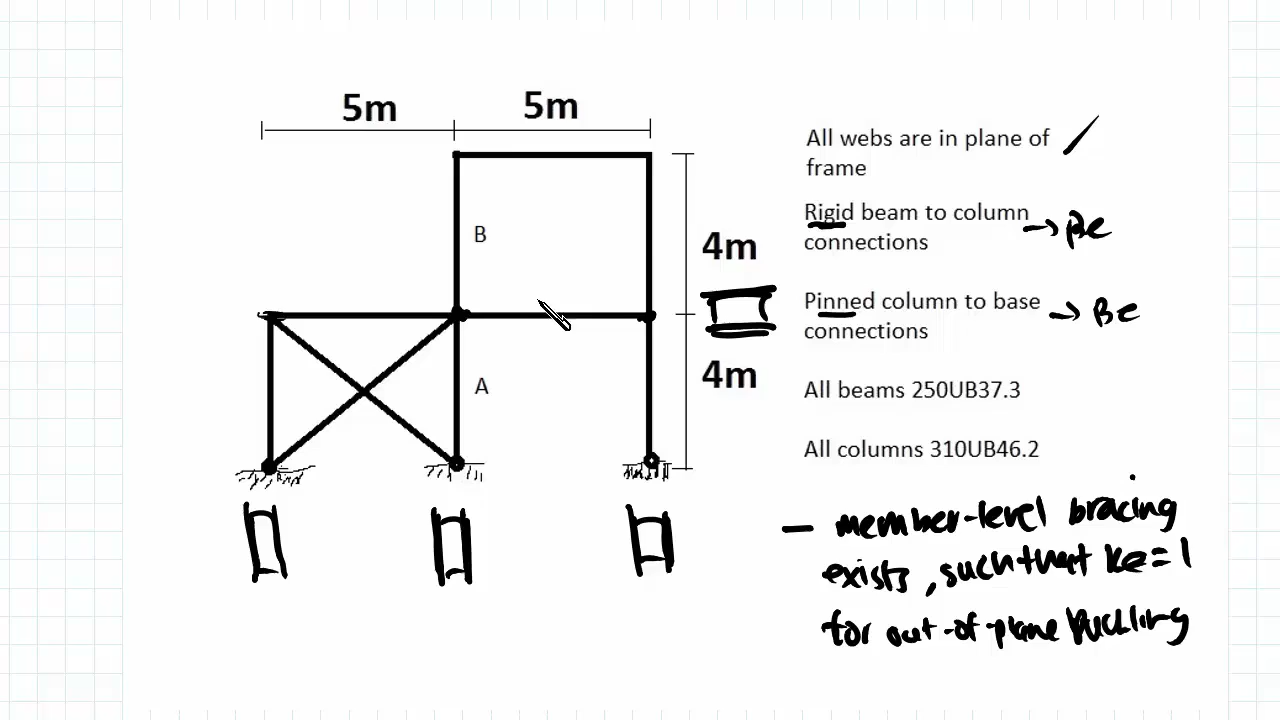 5m
5m
All webs are in plane of
frame
Rigid beam to column
connections
→ βe
B
4m
Pinned column to base
connections
→ βe
4m
A
All beams 250UB37.3
All columns 310UB46.2
– member-level bracing
exists, such that ke=1
for out-of-plane buckling